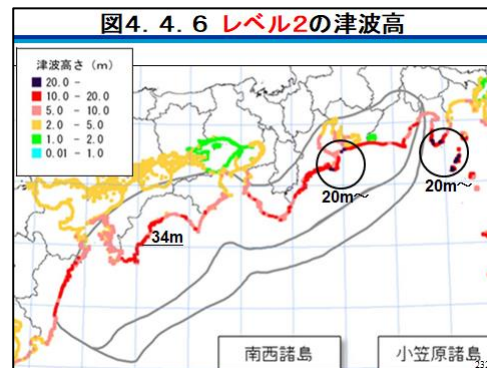 図4. 4. 6 レベル2の津波高
津波高さ（m）
20.0 -
10.0 - 20.0
5.0 - 10.0
2.0 - 5.0
1.0 - 2.0
0.01 - 1.0
20m～
20m～
34m
南西諸島
小笠原諸島